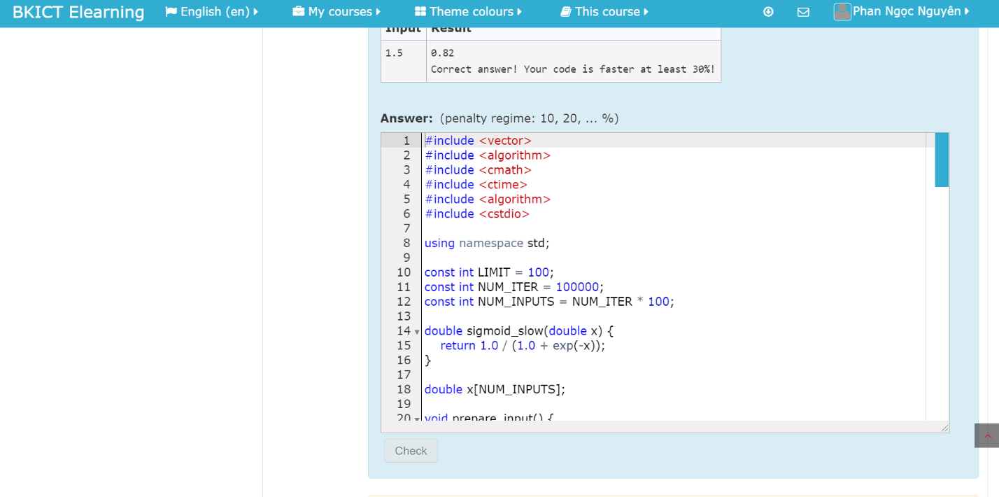 BKICT Elearning English (en) My courses Theme colours This course Phan Ngọc Nguyên
Input Result
1.5 0.82
Correct answer! Your code is faster at least 30%!
Answer: (penalty regime: 10, 20, ... %)
1 #include <vector>
2 #include <algorithm>
3 #include <cmath>
4 #include <ctime>
5 #include <algorithm>
6 #include <cstdio>
7
8 using namespace std;
9
10 const int LIMIT = 100;
11 const int NUM_ITER = 100000;
12 const int NUM_INPUTS = NUM_ITER * 100;
13
14 double sigmoid_slow(double x) {
15 return 1.0 / (1.0 + exp(-x));
16 }
17
18 double x[NUM_INPUTS];
19
20 void prepare_input() {
Check